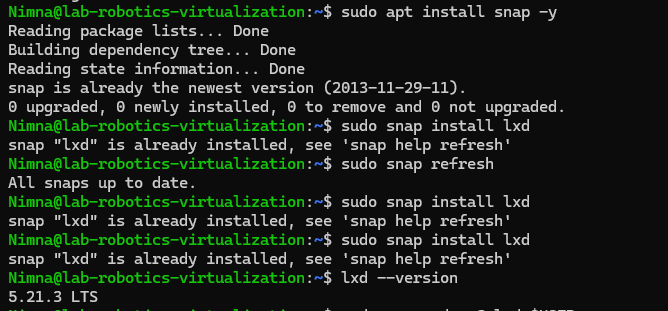 Nimna@lab-robotics-virtualization:~$ sudo apt install snap -y
Reading package lists... Done
Building dependency tree... Done
Reading state information... Done
snap is already the newest version (2013-11-29-11).
0 upgraded, 0 newly installed, 0 to remove and 0 not upgraded.
Nimna@lab-robotics-virtualization:~$ sudo snap install lxd
snap "lxd" is already installed, see 'snap help refresh'
Nimna@lab-robotics-virtualization:~$ sudo snap refresh
All snaps up to date.
Nimna@lab-robotics-virtualization:~$ sudo snap install lxd
snap "lxd" is already installed, see 'snap help refresh'
Nimna@lab-robotics-virtualization:~$ sudo snap install lxd
snap "lxd" is already installed, see 'snap help refresh'
Nimna@lab-robotics-virtualization:~$ lxd --version
5.21.3 LTS